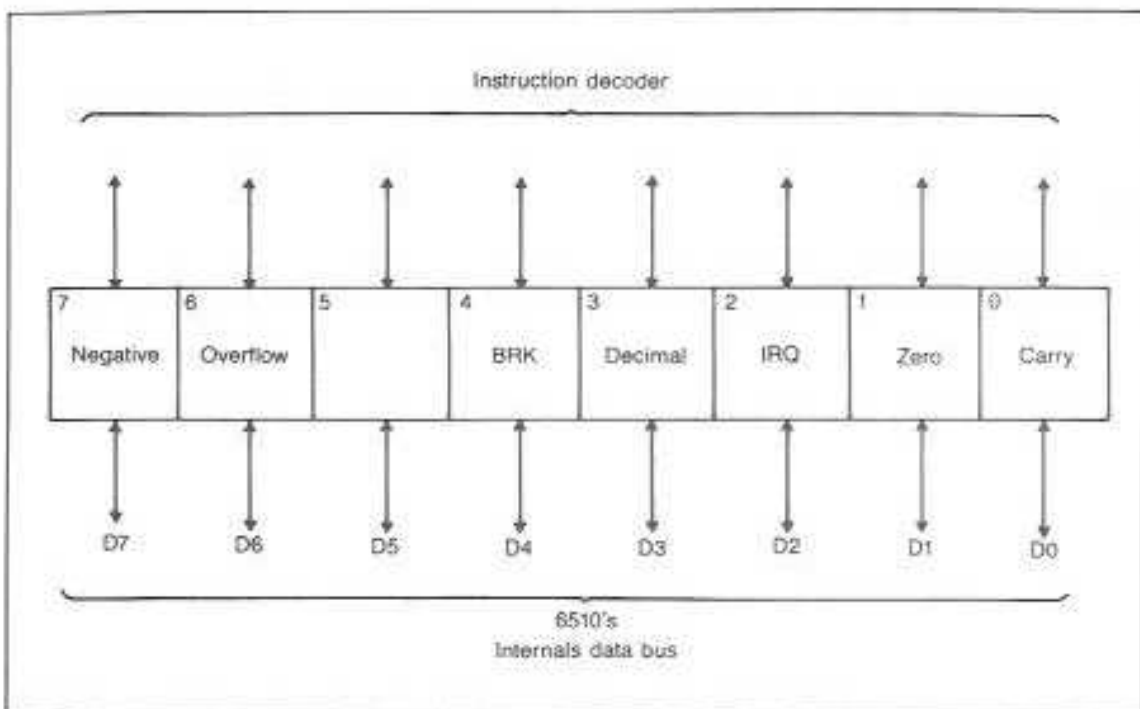 Instruction decoder
7 6 5 4 3 2 1 0
Negative Overflow BRK Decimal IRQ Zero Carry
D7 D6 D5 D4 D3 D2 D1 D0
6510's
Internals data bus